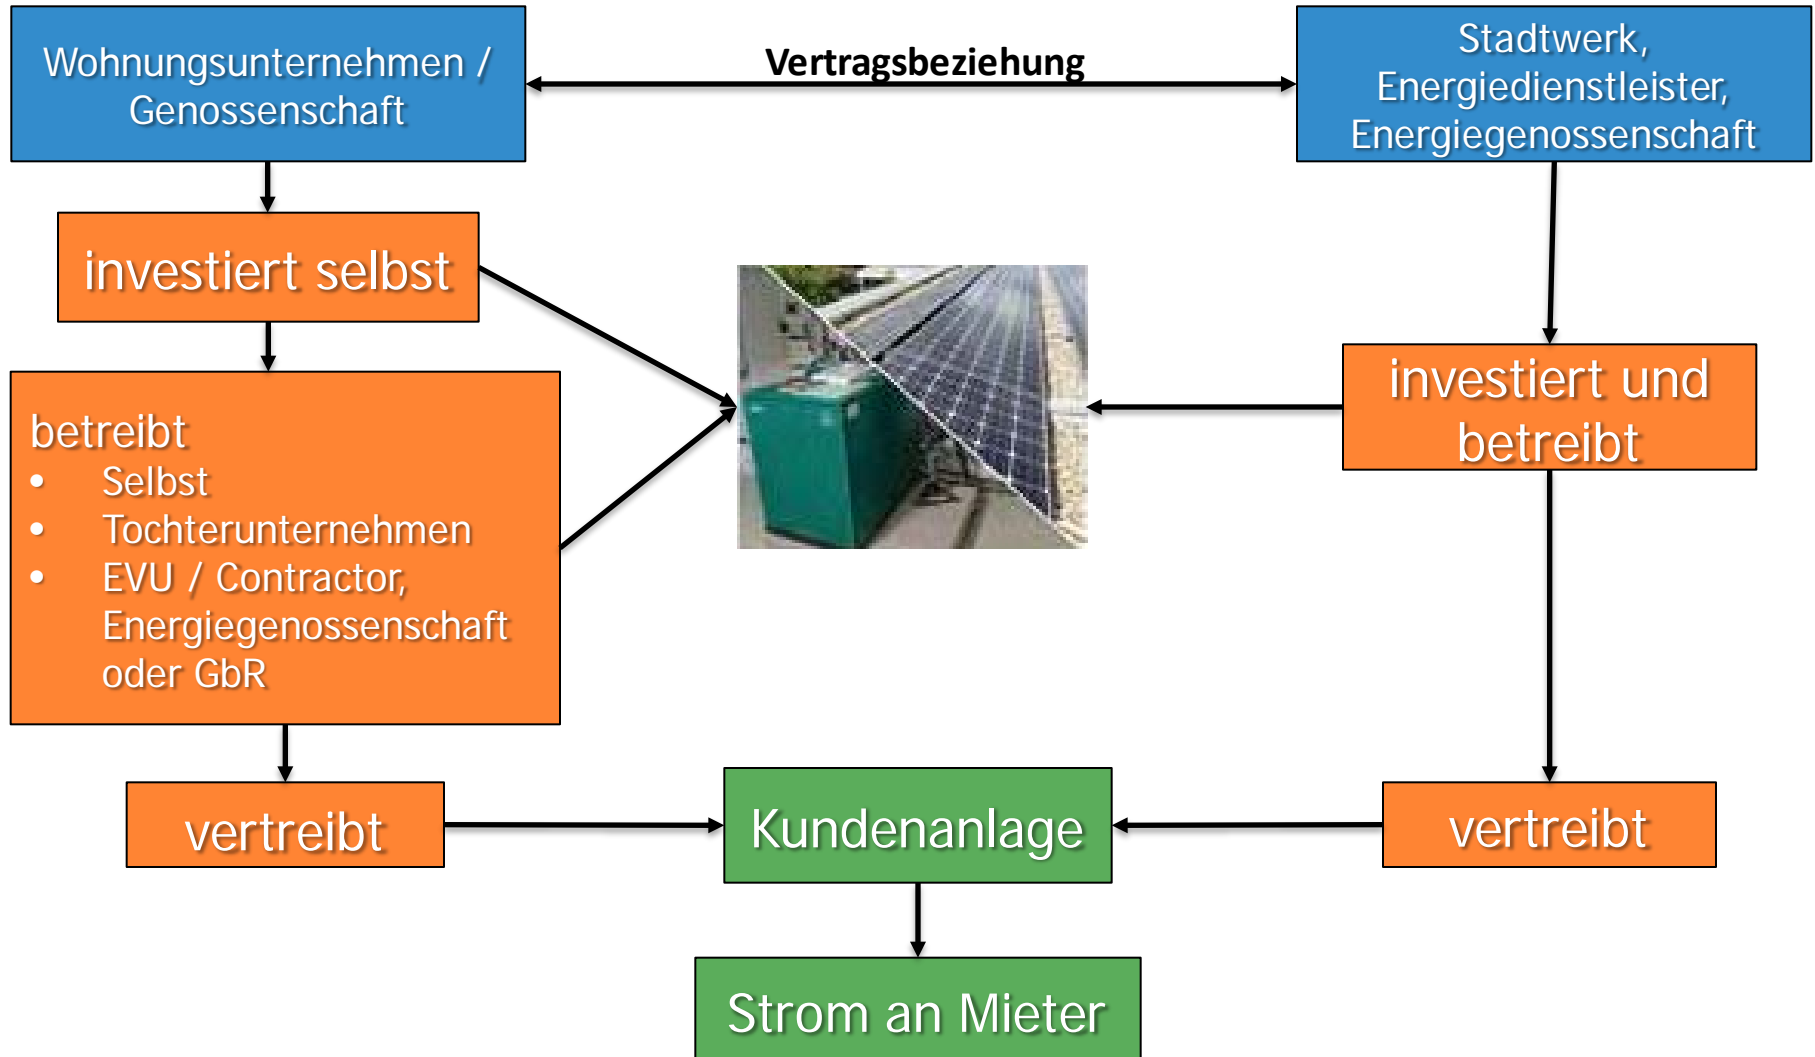 Wohnungsunternehmen /
Genossenschaft
Vertragsbeziehung
Stadtwerk,
Energiedienstleister,
Energiegenossenschaft
investiert selbst
betreibt
• Selbst
• Tochterunternehmen
• EVU / Contractor,
Energiegenossenschaft
oder GbR
investiert und
betreibt
vertreibt
Kundenanlage
vertreibt
Strom an Mieter